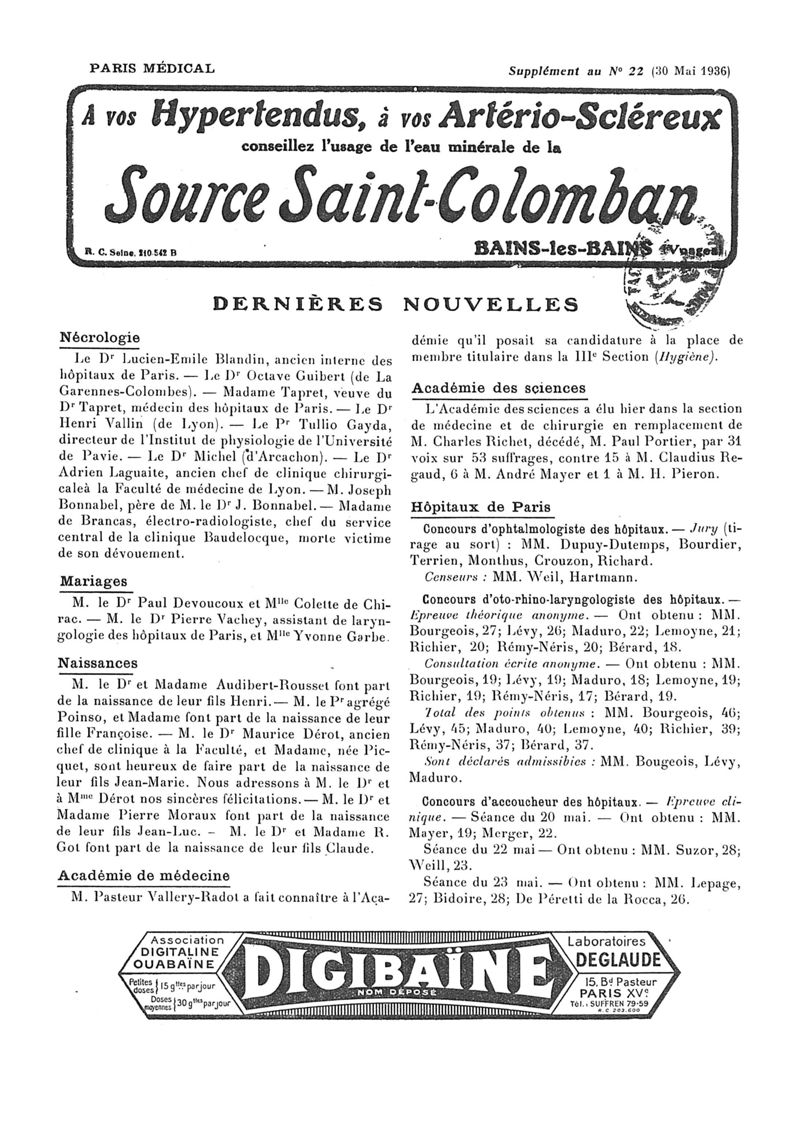 PARIS MÉDICAL
Supplément au N° 22 (30 Mai 1936)
A vos Hypertendus, à vos Artério-Scléreux
conseillez l'usage de l'eau minérale de la
Source Saint-Colomban
R. C. Seine, 210-542 B
BAINS-les-BAINS (Vosges)
DERNIÈRES NOUVELLES
Nécrologie
Le Dr Lucien-Emile Blandin, ancien interne des
hôpitaux de Paris. — Le Dr Octave Guibert (de La
Garennes-Colombes). — Madame Tapret, veuve du
Dr Tapret, médecin des hôpitaux de Paris. — Le Dr
Henri Vallin (de Lyon). — Le Pr Tullio Gayda,
directeur de l'Institut de physiologie de l'Université
de Pavie. — Le Dr Michel (d'Arcachon). — Le Dr
Adrien Laguaite, ancien chef de clinique chirurgi-
caleà la Faculté de médecine de Lyon. — M. Joseph
Bonnabel, père de M. le Dr J. Bonnabel. — Madame
de Brancas, électro-radiologiste, chef du service
central de la clinique Baudelocque, morte victime
de son dévouement.
Mariages
M. le Dr Paul Devoucoux et Mlle Colette de Chi-
rac. — M. le Dr Pierre Vachey, assistant de laryn-
gologie des hôpitaux de Paris, et Mlle Yvonne Garbe.
Naissances
M. le Dr et Madame Audibert-Rousset font part
de la naissance de leur fils Henri. — M. le Pr agrégé
Poinso, et Madame font part de la naissance de leur
fille Françoise. — M. le Dr Maurice Dérot, ancien
chef de clinique à la Faculté, et Madame, née Pic-
quet, sont heureux de faire part de la naissance de
leur fils Jean-Marie. Nous adressons à M. le Dr et
à Mme Dérot nos sincères félicitations. — M. le Dr et
Madame Pierre Moraux font part de la naissance
de leur fils Jean-Luc. — M. le Dr et Madame R.
Got font part de la naissance de leur fils Claude.
Académie de médecine
M. Pasteur Vallery-Radot a fait connaître à l'Aca-
démie qu'il posait sa candidature à la place de
membre titulaire dans la IIIe Section (Hygiène).
Académie des sciences
L'Académie des sciences a élu hier dans la section
de médecine et de chirurgie en remplacement de
M. Charles Richet, décédé, M. Paul Portier, par 31
voix sur 53 suffrages, contre 15 à M. Claudius Re-
gaud, 6 à M. André Mayer et 1 à M. H. Pieron.
Hôpitaux de Paris
Concours d'ophtalmologiste des hôpitaux. — Jury (ti-
rage au sort) : MM. Dupuy-Dutemps, Bourdier,
Terrien, Monthus, Crouzon, Richard.
Censeurs : MM. Weil, Hartmann.
Concours d'oto-rhino-laryngologiste des hôpitaux. —
Epreuve théorique anonyme. — Ont obtenu : MM.
Bourgeois, 27; Lévy, 26; Maduro, 22; Lemoyne, 21;
Richier, 20; Rémy-Néris, 20; Bérard, 18.
Consultation écrite anonyme. — Ont obtenu : MM.
Bourgeois, 19; Lévy, 19; Maduro, 18; Lemoyne, 19;
Richier, 19; Rémy-Néris, 17; Bérard, 19.
Total des points obtenus : MM. Bourgeois, 46;
Lévy, 45; Maduro, 40; Lemoyne, 40; Richier, 39;
Rémy-Néris, 37; Bérard, 37.
Sont déclarés admissibles : MM. Bougeois, Lévy,
Maduro.
Concours d'accoucheur des hôpitaux. — Epreuve cli-
nique. — Séance du 20 mai. — Ont obtenu : MM.
Mayer, 19; Merger, 22.
Séance du 22 mai — Ont obtenu : MM. Suzor, 28;
Weill, 23.
Séance du 23 mai. — Ont obtenu : MM. Lepage,
27; Bidoire, 28; De Péretti de la Rocca, 26.
Association
DIGITALINE
OUABAÏNE
Petites doses 15 gttes par jour
Doses moyennes 30 gttes par jour
DIGIBAÏNE
NOM DÉPOSÉ
Laboratoires
DEGLAUDE
15, Bd Pasteur
PARIS XVe
Tél. : SUFFREN 79-59
R.C. 203.600